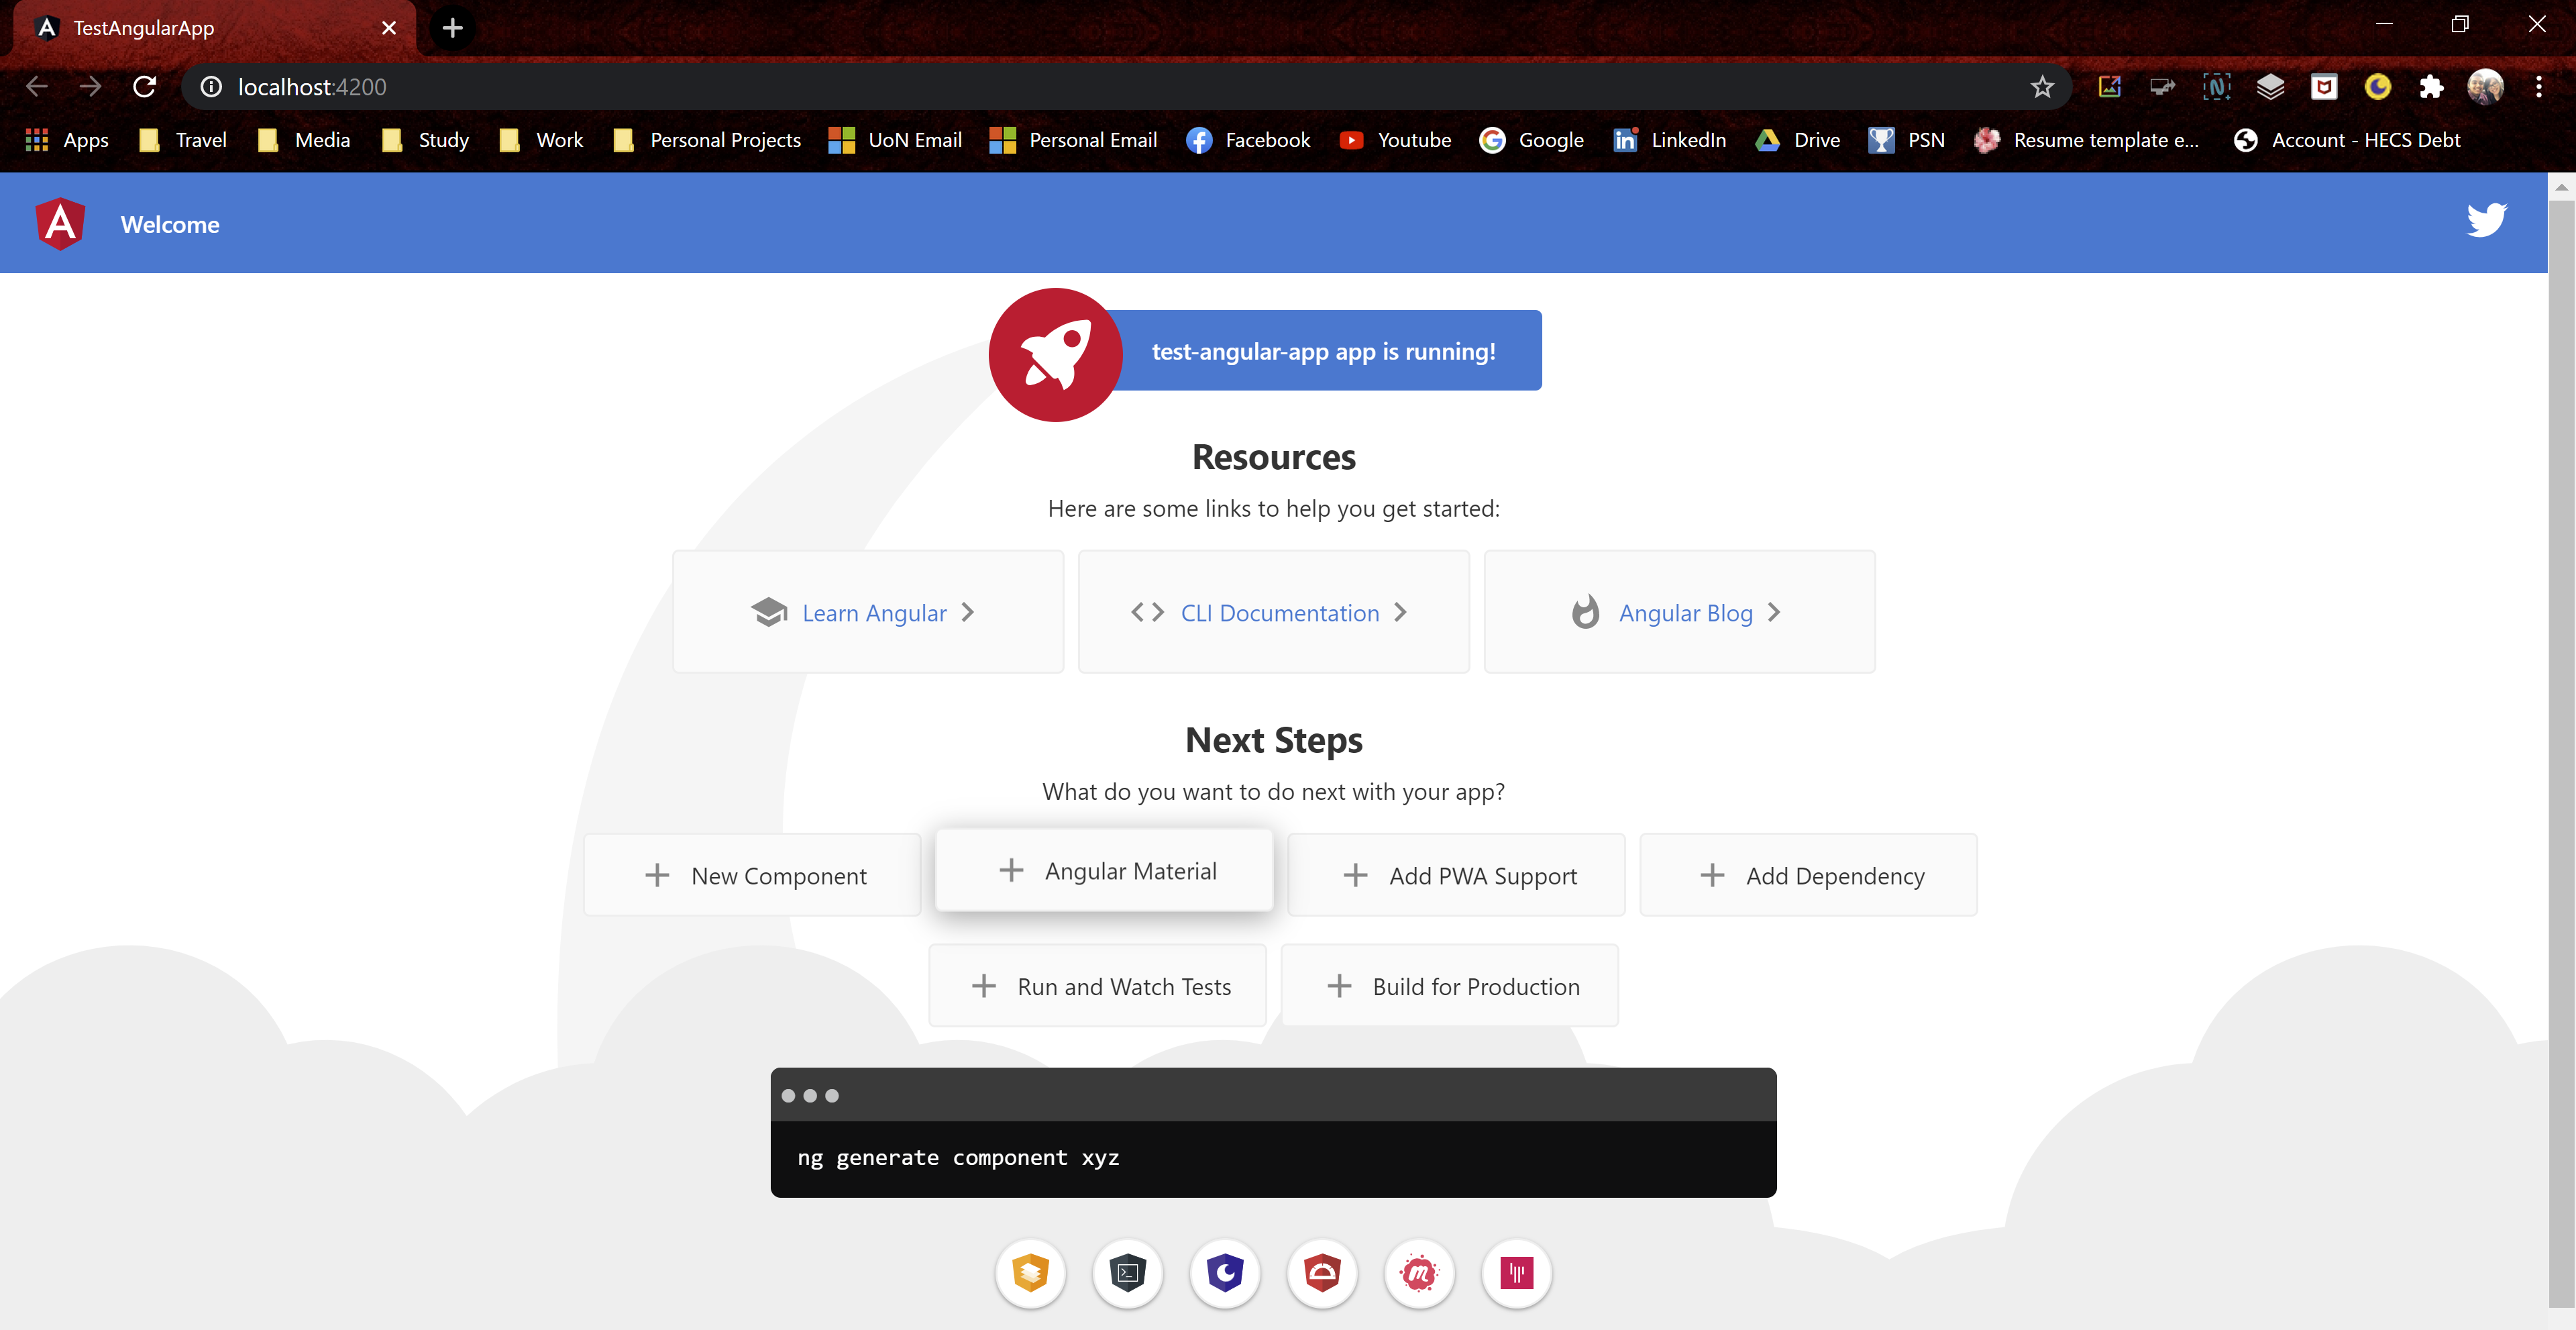 TestAngularApp
localhost:4200
Apps Travel Media Study Work Personal Projects UoN Email Personal Email Facebook Youtube Google LinkedIn Drive PSN Resume template e... Account - HECS Debt
Welcome
test-angular-app app is running!
Resources
Here are some links to help you get started:
Learn Angular CLI Documentation Angular Blog
Next Steps
What do you want to do next with your app?
New Component Angular Material Add PWA Support Add Dependency
Run and Watch Tests Build for Production
ng generate component xyz